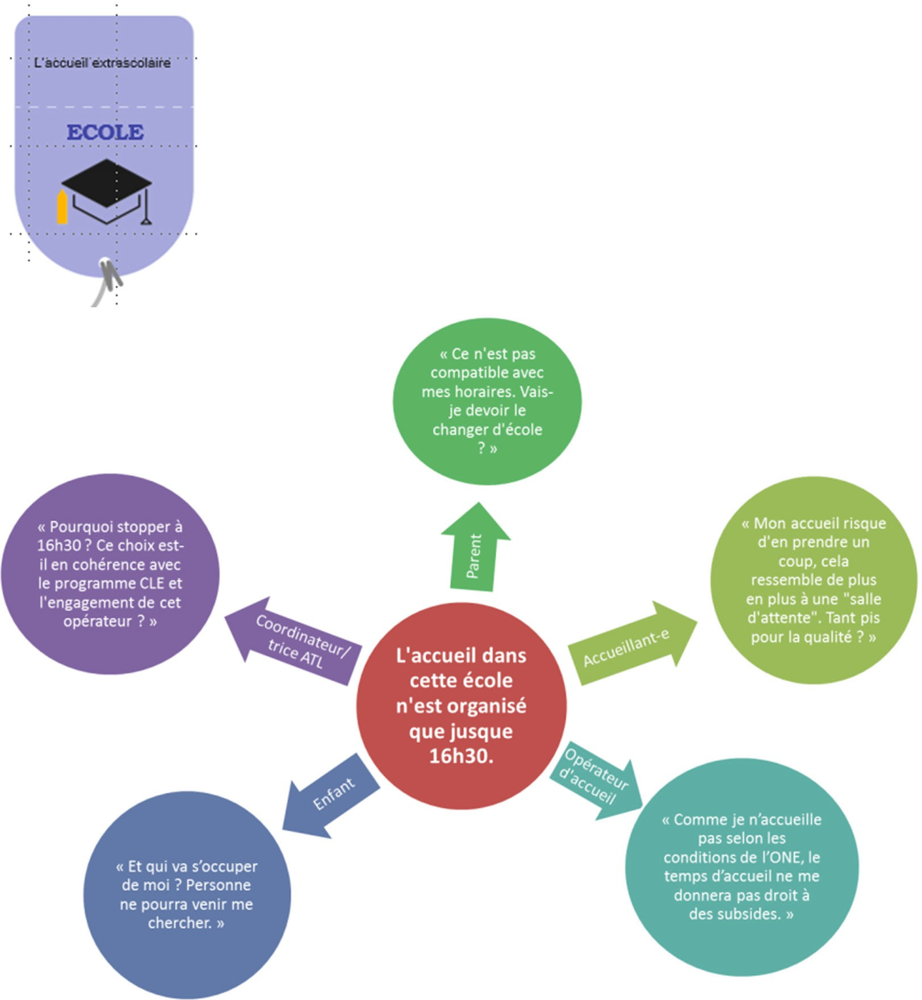 L'accueil extrascolaire
ECOLE
« Ce n'est pas
compatible avec
mes horaires. Vais-
je devoir le
changer d'école
? »
Parent
« Pourquoi stopper à
16h30 ? Ce choix est-
il en cohérence avec
le programme CLE et
l'engagement de cet
opérateur ? »
Coordinateur/
trice ATL
« Mon accueil risque
d'en prendre un
coup, cela
ressemble de plus
en plus à une "salle
d'attente". Tant pis
pour la qualité ? »
Accueillant-e
L'accueil dans
cette école
n'est organisé
que jusque
16h30.
Enfant
« Et qui va s’occuper
de moi ? Personne
ne pourra venir me
chercher. »
Opérateur
d'accueil
« Comme je n’accueille
pas selon les
conditions de l’ONE, le
temps d’accueil ne me
donnera pas droit à
des subsides. »